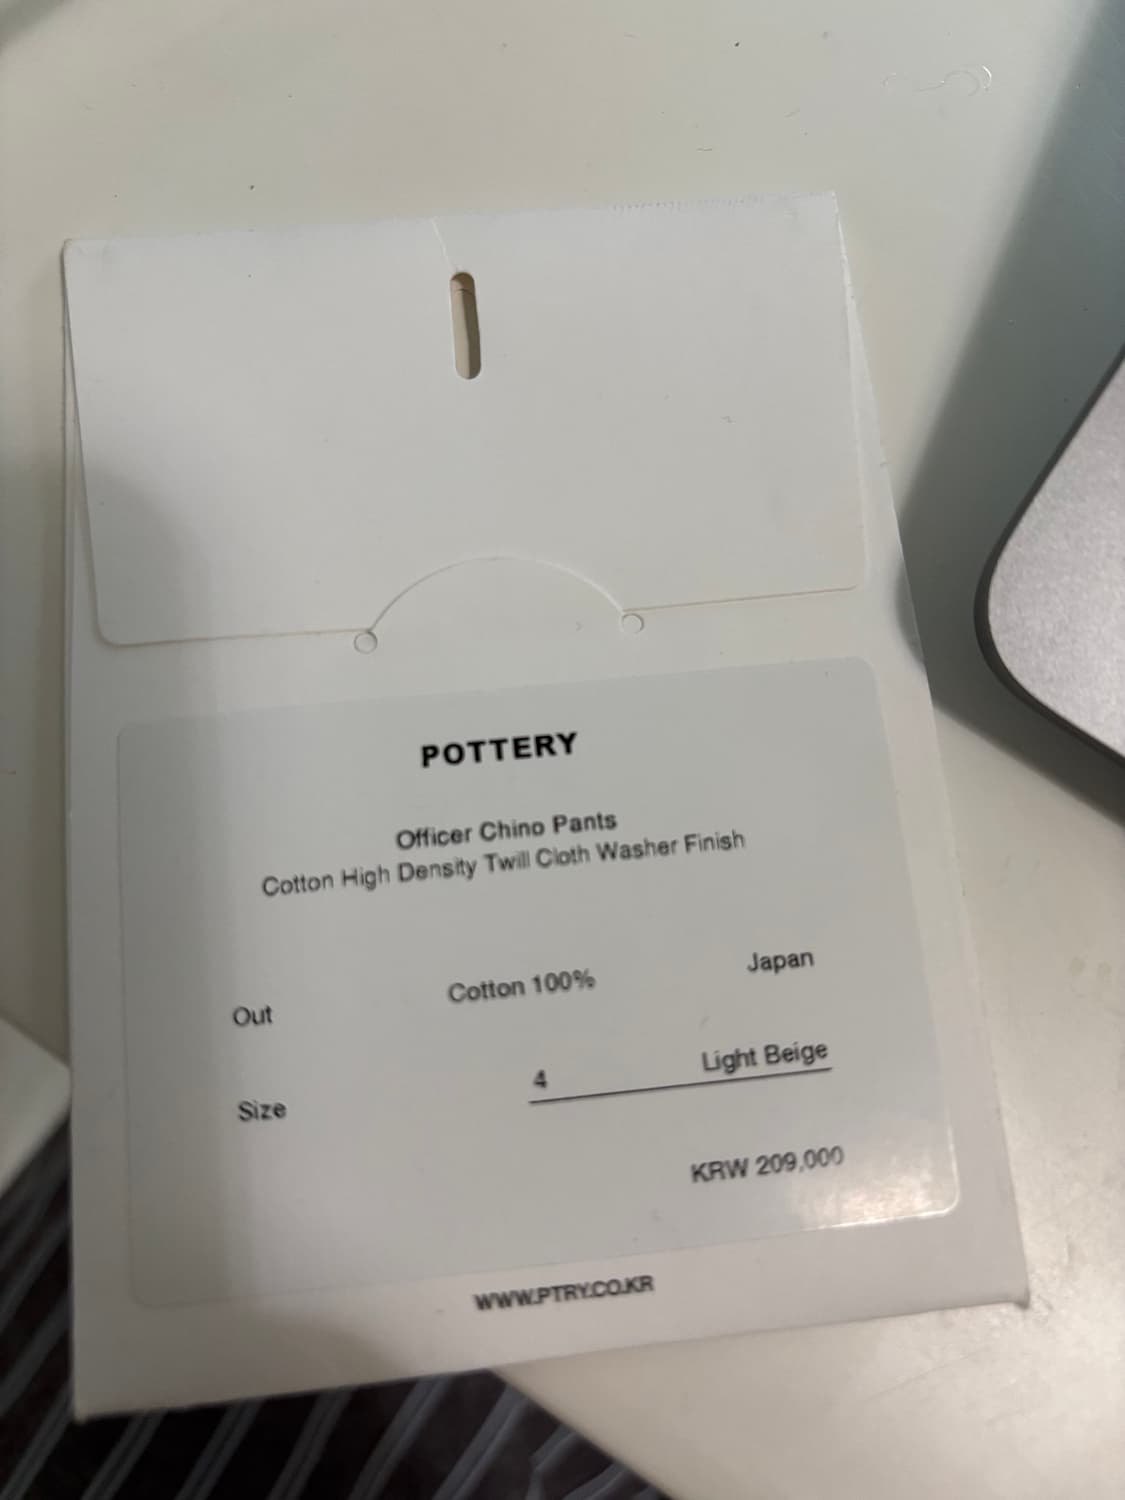 POTTERY
Officer Chino Pants
Cotton High Density Twill Cloth Washer Finish
Out Cotton 100% Japan
Size 4 Light Beige
KRW 209,000
WWW.PTRY.CO.KR